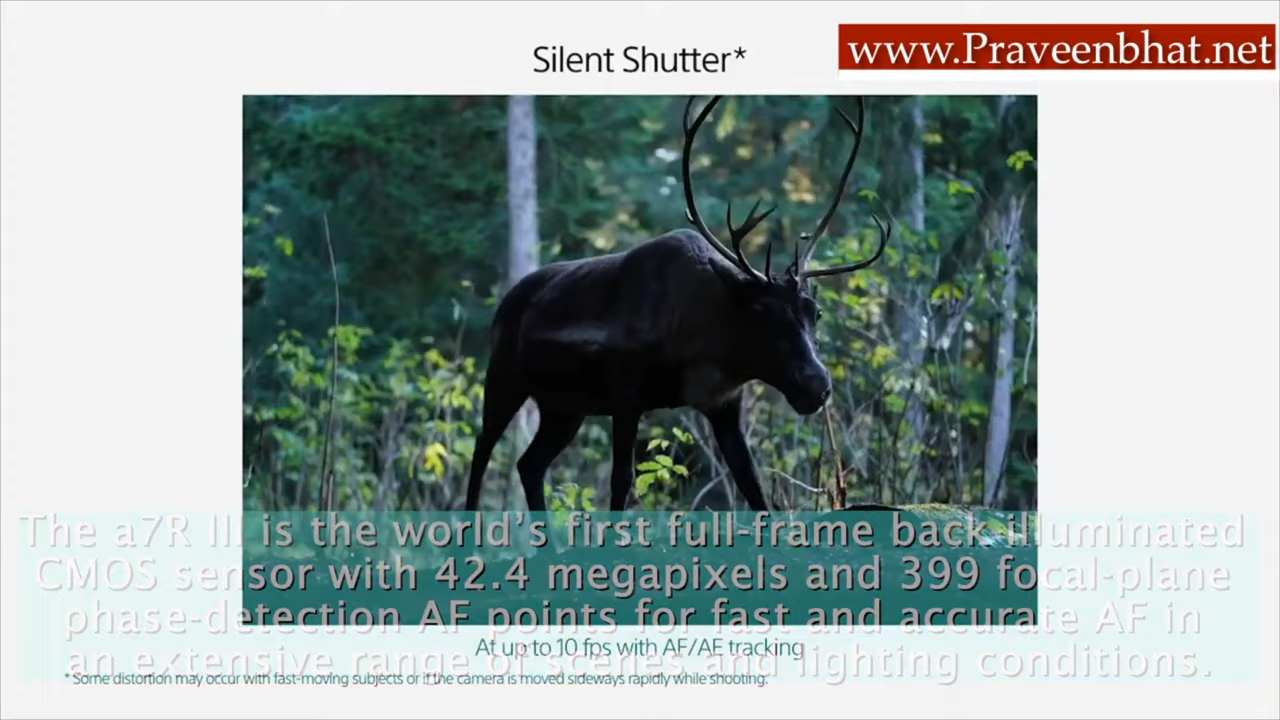 Silent Shutter*
www.Praveenbhat.net
The a7R III is the world’s first full-frame back illuminated
CMOS sensor with 42.4 megapixels and 399 focal-plane
phase-detection AF points for fast and accurate AF in
At up to 10 fps with AF/AE tracking
an extensive range of scenes and lighting conditions.
* Some distortion may occur with fast-moving subjects or if the camera is moved sideways rapidly while shooting.